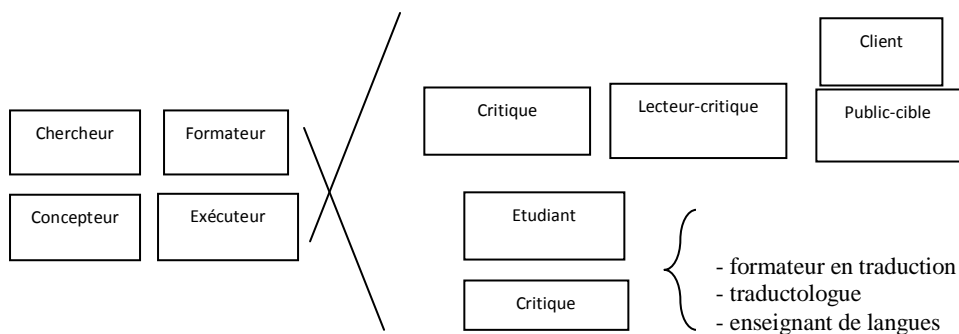 Client
Critique
Lecteur-critique
Public-cible
Chercheur
Formateur
Concepteur
Exécuteur
Etudiant
Critique
- formateur en traduction
- traductologue
- enseignant de langues